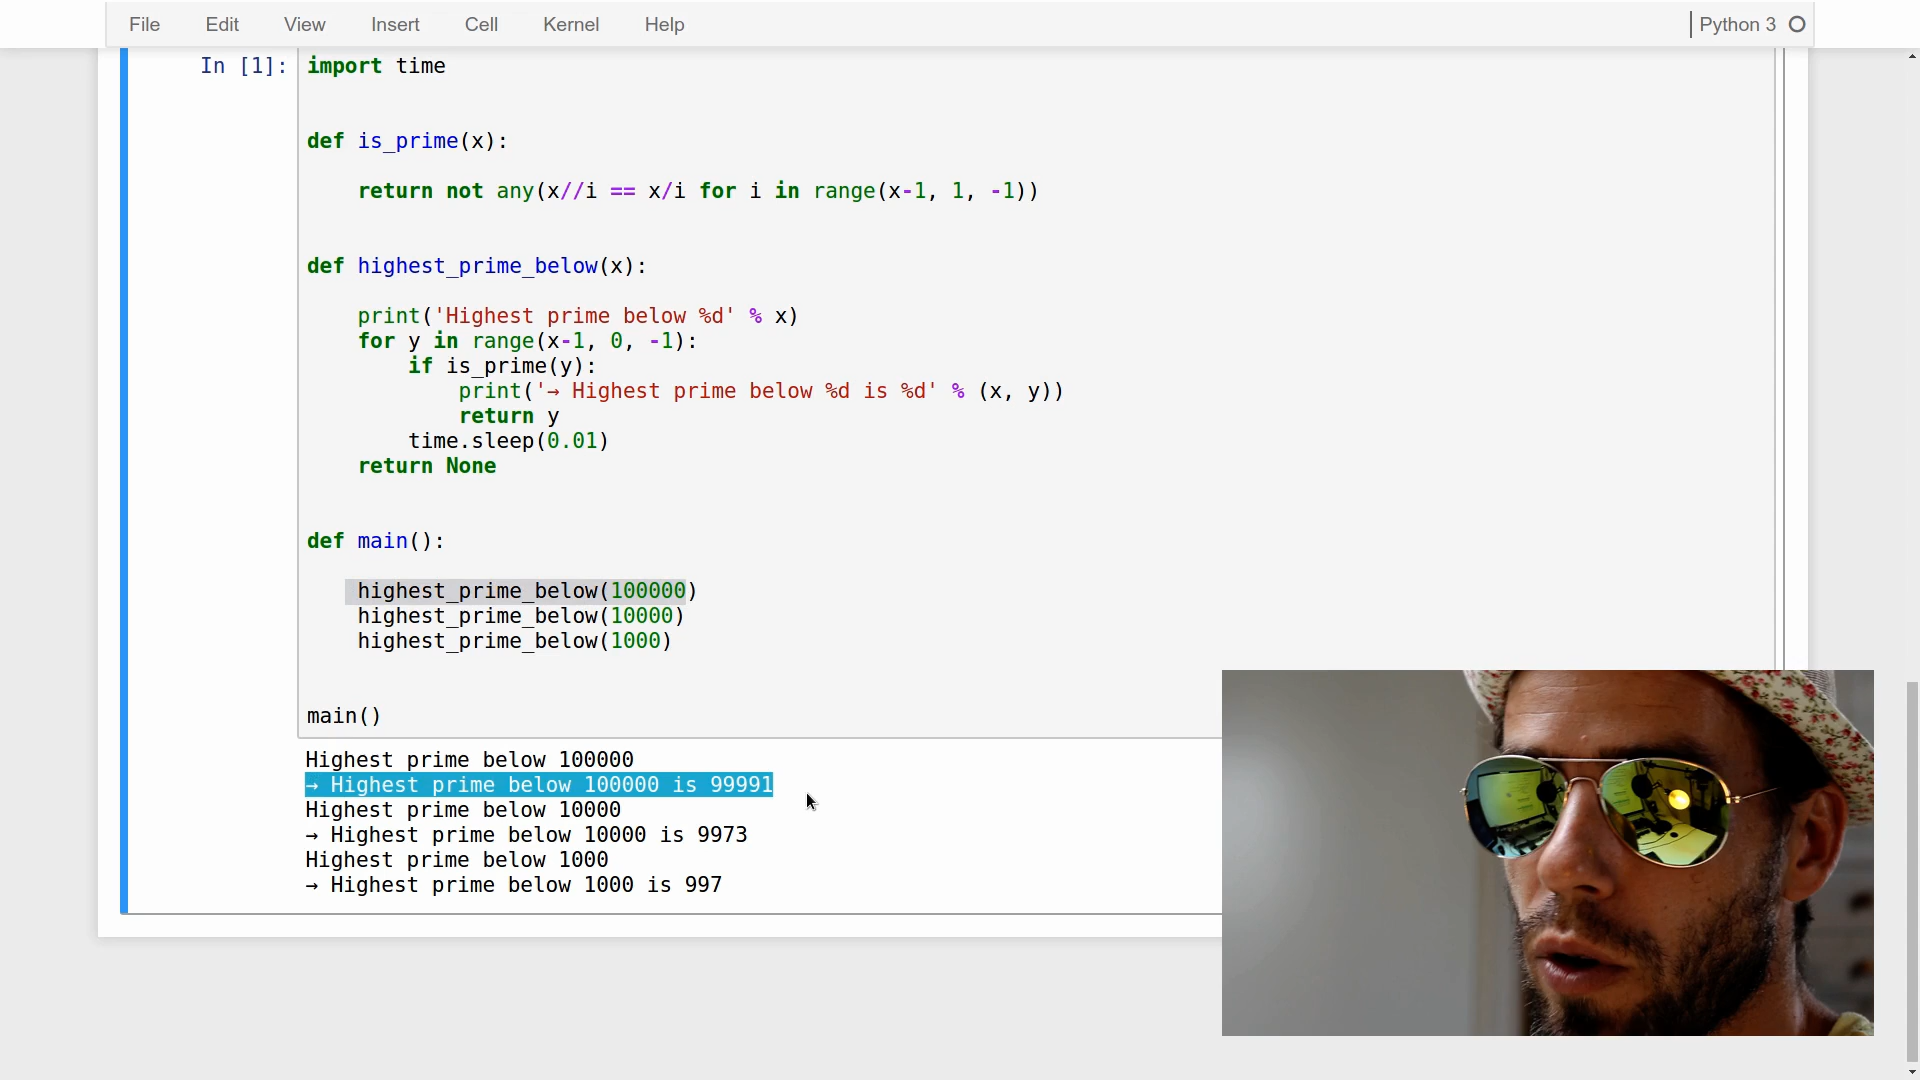 File Edit View Insert Cell Kernel Help Python 3
In [1]: import time
def is_prime(x):
    return not any(x//i == x/i for i in range(x-1, 1, -1))
def highest_prime_below(x):
    print('Highest prime below %d' % x)
    for y in range(x-1, 0, -1):
        if is_prime(y):
            print('→ Highest prime below %d is %d' % (x, y))
            return y
        time.sleep(0.01)
    return None
def main():
    highest_prime_below(100000)
    highest_prime_below(10000)
    highest_prime_below(1000)
main()
Highest prime below 100000
→ Highest prime below 100000 is 99991
Highest prime below 10000
→ Highest prime below 10000 is 9973
Highest prime below 1000
→ Highest prime below 1000 is 997